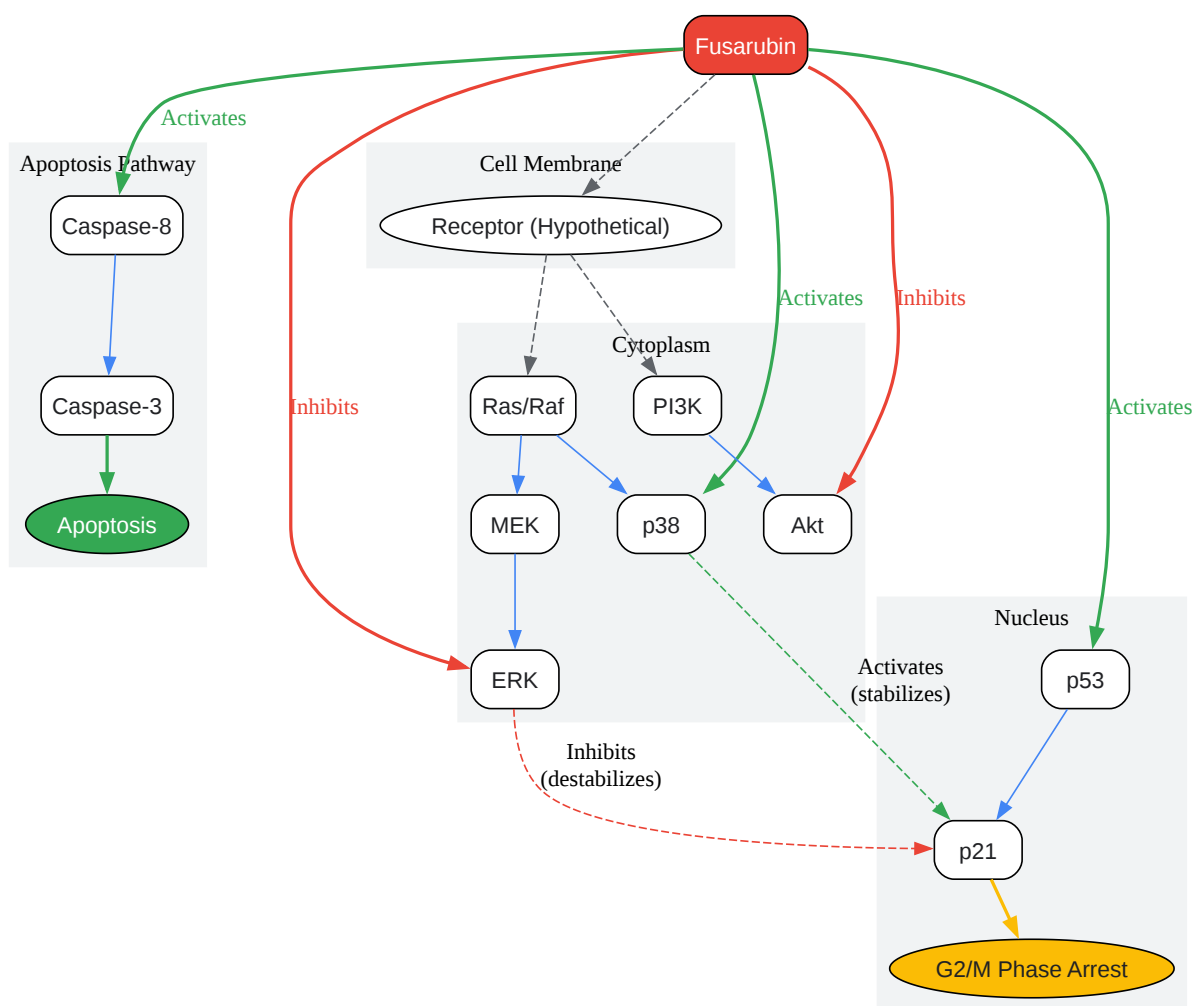 Fusarubin
Activates
Apoptosis Pathway
Cell Membrane
Caspase-8
Receptor (Hypothetical)
Activates
Inhibits
Cytoplasm
Caspase-3
Inhibits
Ras/Raf
PI3K
Activates
Apoptosis
MEK
p38
Akt
Nucleus
Activates
(stabilizes)
ERK
p53
Inhibits
(destabilizes)
p21
G2/M Phase Arrest